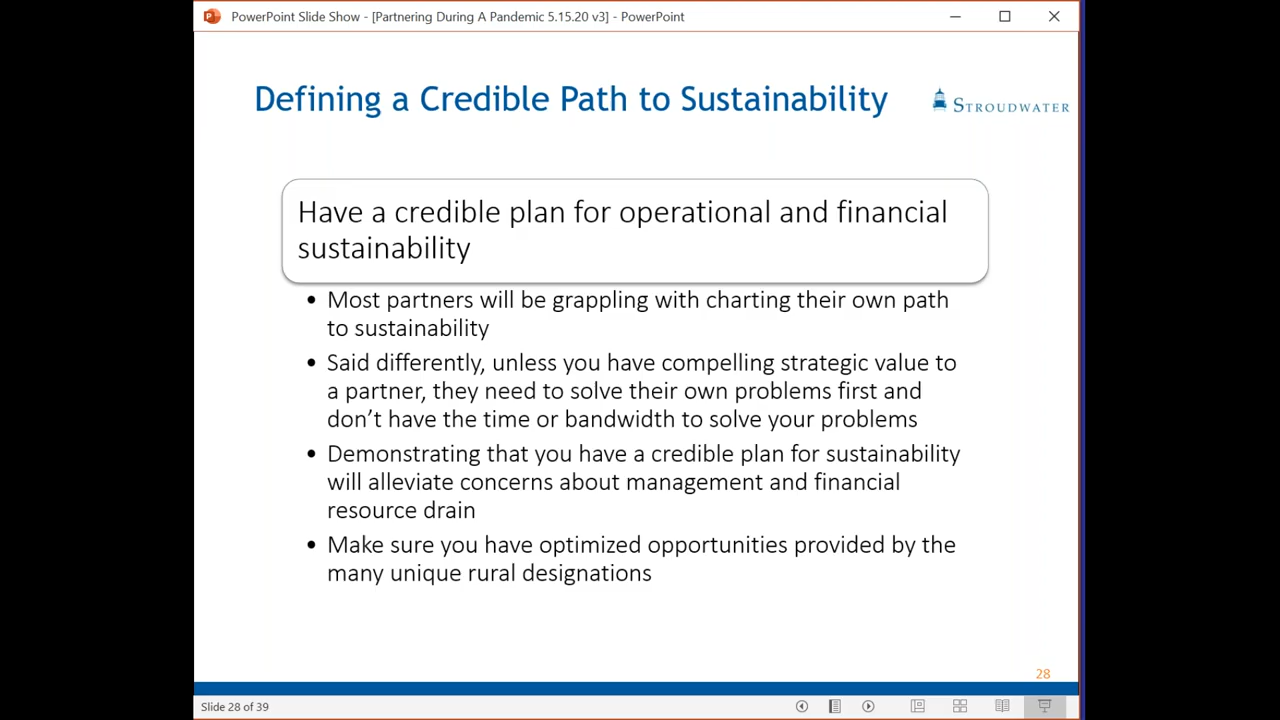 PowerPoint Slide Show - [Partnering During A Pandemic 5.15.20 v3] - PowerPoint
Defining a Credible Path to Sustainability
STROUDWATER
Have a credible plan for operational and financial
sustainability
• Most partners will be grappling with charting their own path
to sustainability
• Said differently, unless you have compelling strategic value to
a partner, they need to solve their own problems first and
don’t have the time or bandwidth to solve your problems
• Demonstrating that you have a credible plan for sustainability
will alleviate concerns about management and financial
resource drain
• Make sure you have optimized opportunities provided by the
many unique rural designations
28
Slide 28 of 39